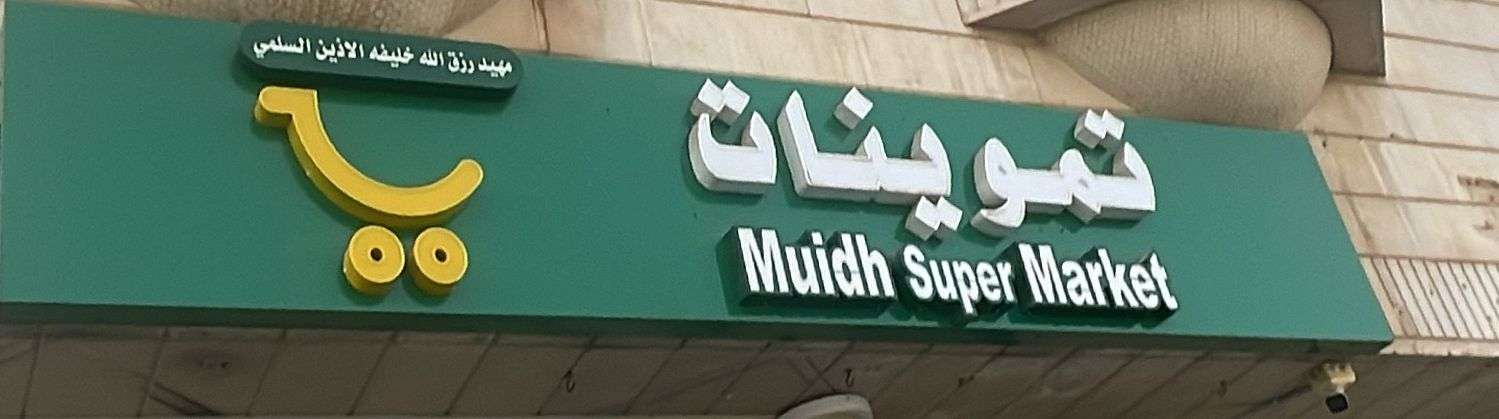 مهيد رزق الله خليفه الاذين السلمي
تموينات
Muidh Super Market